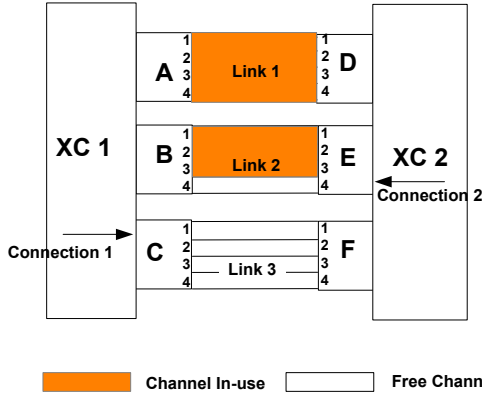 1
2
3
4
A
Link 1
1
2
3
4
D
XC 1
1
2
3
4
B
Link 2
1
2
3
4
E
XC 2
Connection 2
Connection 1
1
2
3
4
C
Link 3
1
2
3
4
F
Channel In-use
Free Chann